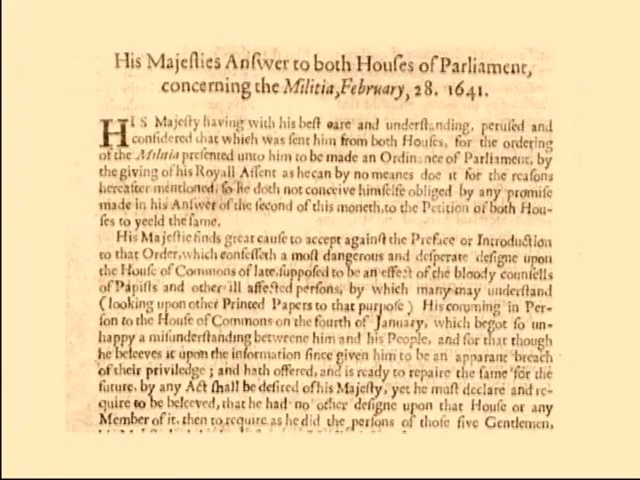 His Majeſties Anſwer to both Houſes of Parliament,
concerning the Militia, February, 28. 1641.
HIS Majeſty having with his beſt care and underſtanding, peruſed and
conſidered that which was ſent him from both Houſes, for the ordering
of the Militia preſented unto him to be made an Ordinance of Parliament, by
the giving of his Royall Aſſent as he can by no meanes doe it for the reaſons
hereafter mentioned, ſo he doth not conceive himſelfe obliged by any promiſe
made in his Anſwer of the ſecond of this moneth, to the Petition of both Hou-
ſes to yeeld the ſame.
His Majeſtie finds great cauſe to accept againſt the Preface or Introduction
to that Order, which confeſſeth a moſt dangerous and deſperate deſigne upon
the Houſe of Commons of late, ſuppoſed to be an effect of the bloody counſells
of Papiſts and other ill affected perſons, by which many may underſtand
(looking upon other Printed Papers to that purpoſe) His comming in Per-
ſon to the Houſe of Commons on the fourth of January, which begot ſo un-
happy a miſunderſtanding betweene him and his People, and for that though
he beleeves it upon the information ſince given him to be an apparant breach
of their priviledge; and hath offered, and is ready to repaire the ſame for the
future, by any Act ſhall be deſired of his Majeſty, yet he muſt declare and re-
quire to be beleeved, that he had no other deſigne upon that Houſe or any
Member of it, then to require as he did the perſons of thoſe five Gentlemen,